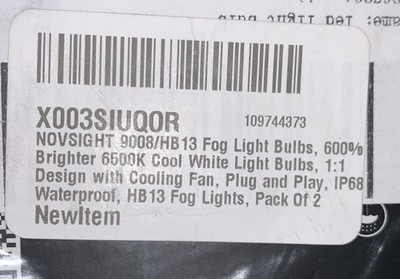 X003SIUQOR
109744373
NOVSIGHT 9008/HB13 Fog Light Bulbs, 600%
Brighter 6500K Cool White Light Bulbs, 1:1
Design with Cooling Fan, Plug and Play, IP68
Waterproof, HB13 Fog Lights, Pack Of 2
NewItem